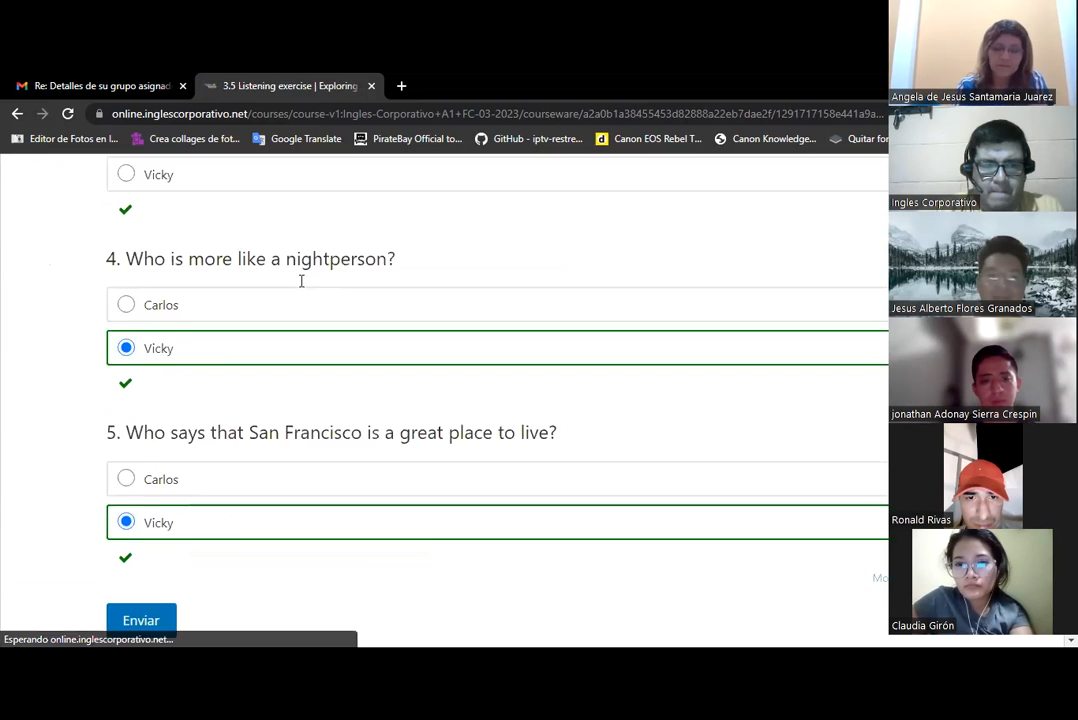 Re: Detalles de su grupo asignad
3.5 Listening exercise | Exploring
online.inglescorporativo.net/courses/course-v1:Ingles-Corporativo+A1+FC-03-2023/courseware/a2a0b1a38455453d82888a22eb7dae2f/1291717158e441a9a...
Editor de Fotos en l...
Crea collages de fot...
Google Translate
PirateBay Official to...
GitHub - iptv-restre...
Canon EOS Rebel T...
Canon Knowledge...
Quitar for
Vicky
4. Who is more like a nightperson?
Carlos
Vicky
5. Who says that San Francisco is a great place to live?
Carlos
Vicky
Mo
Enviar
Esperando online.inglescorporativo.net...
Angela de Jesus Santamaria Juarez
Ingles Corporativo
Jesus Alberto Flores Granados
jonathan Adonay Sierra Crespin
Ronald Rivas
Claudia Girón